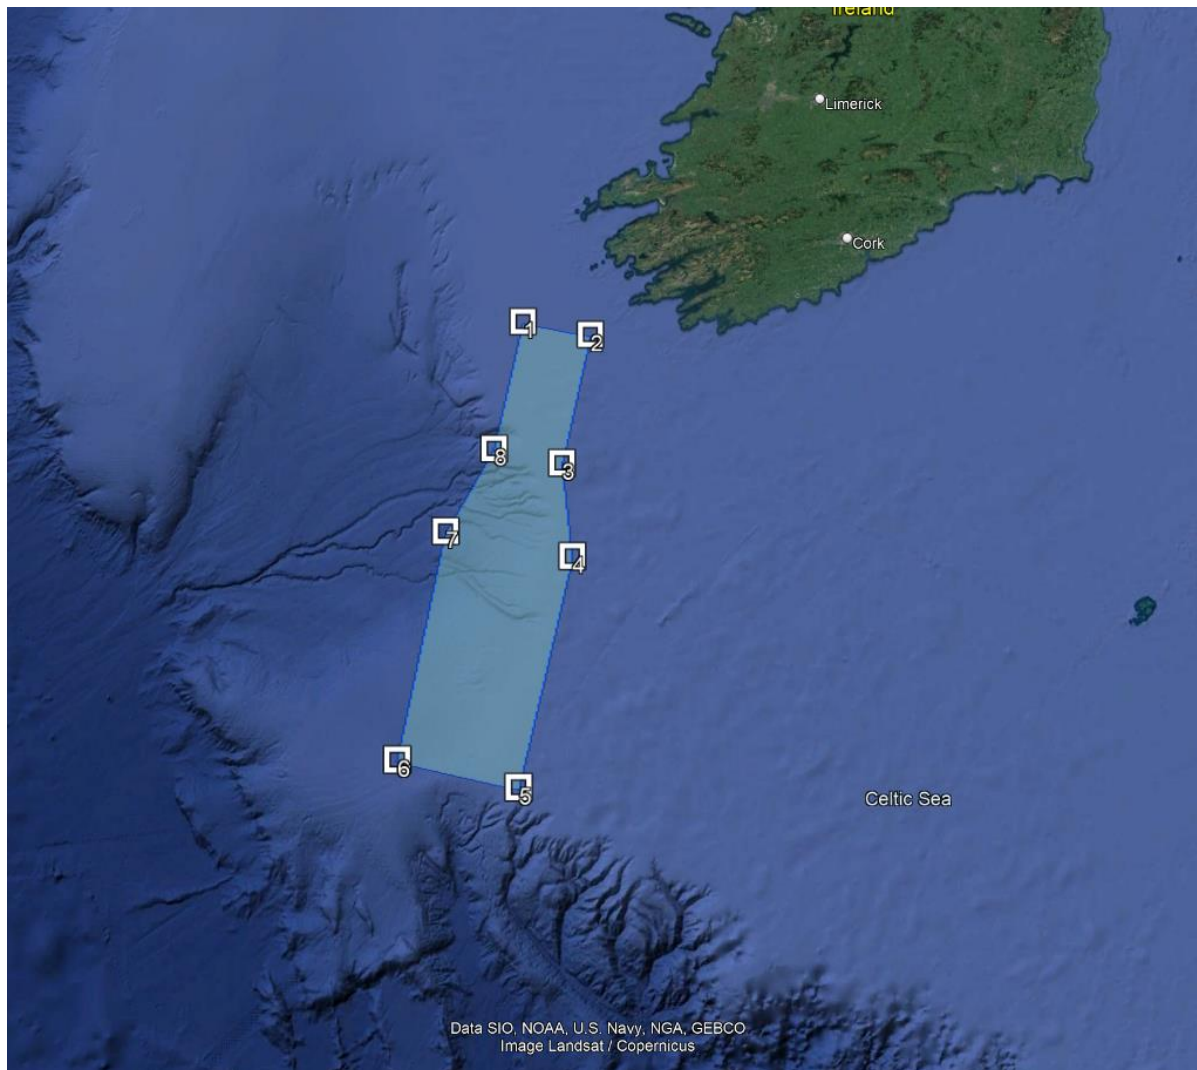 Ireland
Limerick
Cork
1
2
8
3
7
4
6
5
Celtic Sea
Data SIO, NOAA, U.S. Navy, NGA, GEBCO
Image Landsat / Copernicus